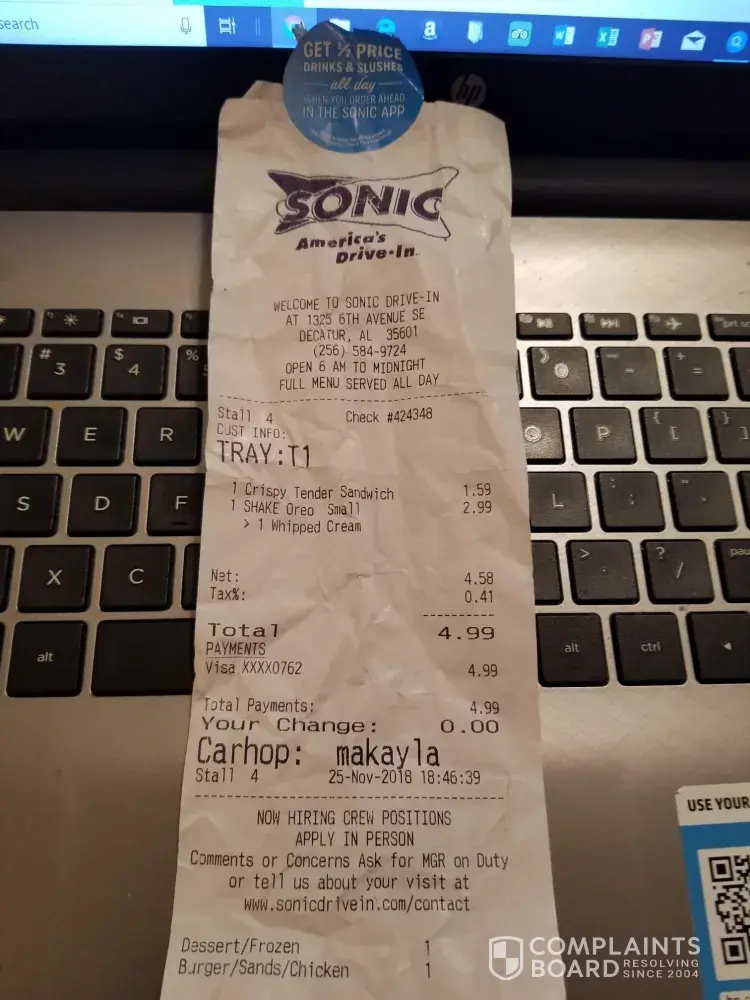 search
GET ½ PRICE
DRINKS & SLUSHES
all day
WHEN YOU ORDER AHEAD
IN THE SONIC APP
hp
SONIC
America's
Drive-In
WELCOME TO SONIC DRIVE-IN
AT 1325 6TH AVENUE SE
DECATUR, AL 35601
(256) 584-9724
OPEN 6 AM TO MIDNIGHT
FULL MENU SERVED ALL DAY
Stall 4 Check #424348
CUST INFO:
TRAY:T1
1 Crispy Tender Sandwich 1.59
1 SHAKE Oreo Small 2.99
> 1 Whipped Cream
Net: 4.58
Tax%: 0.41
Total 4.99
PAYMENTS
Visa XXXX0762 4.99
Total Payments: 4.99
Your Change: 0.00
Carhop: makayla
Stall 4 25-Nov-2018 18:46:39
NOW HIRING CREW POSITIONS
APPLY IN PERSON
Comments or Concerns Ask for MGR on Duty
or tell us about your visit at
www.sonicdrivein.com/contact
Dessert/Frozen 1
Burger/Sands/Chicken 1
# 3 $ 4 %
W E R P [ ]
S D F L
X C
alt alt ctrl
USE YOUR
COMPLAINTS
BOARD RESOLVING
SINCE 2004